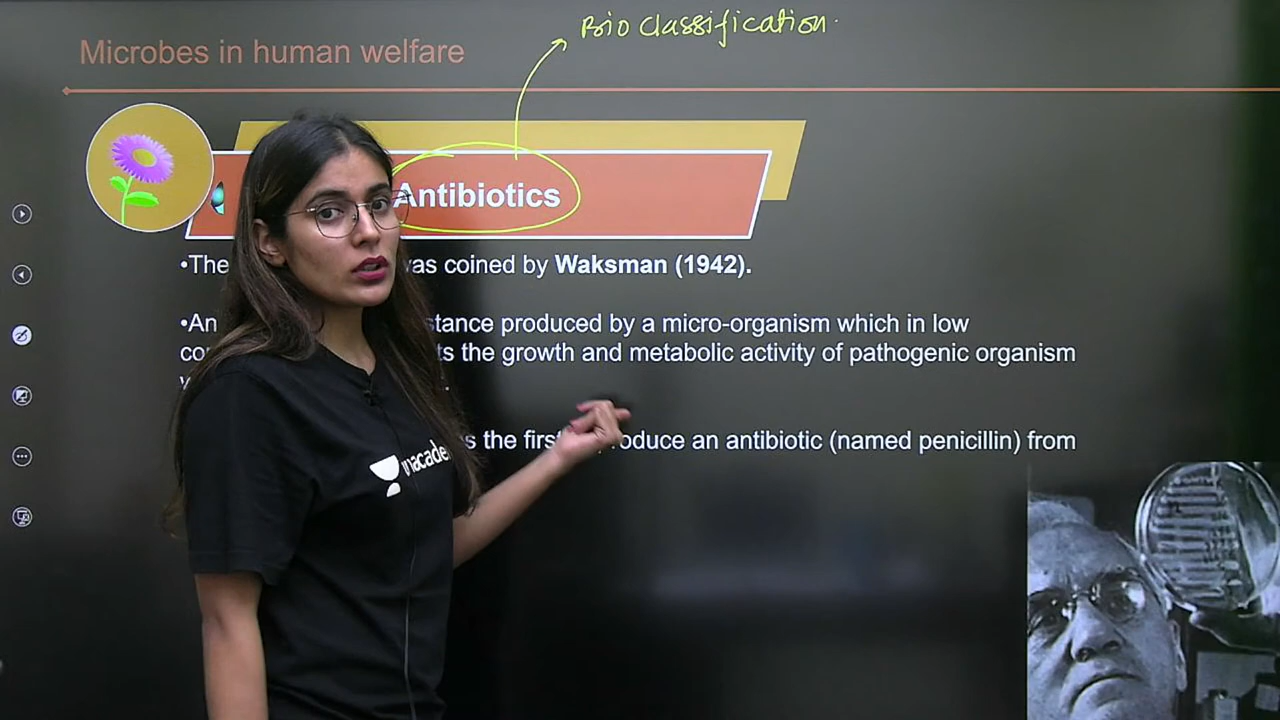 Bio classification
Microbes in human welfare
Antibiotics
•The was coined by Waksman (1942).
•An stance produced by a micro-organism which in low
co ts the growth and metabolic activity of pathogenic organism
s the first oduce an antibiotic (named penicillin) from
unacade